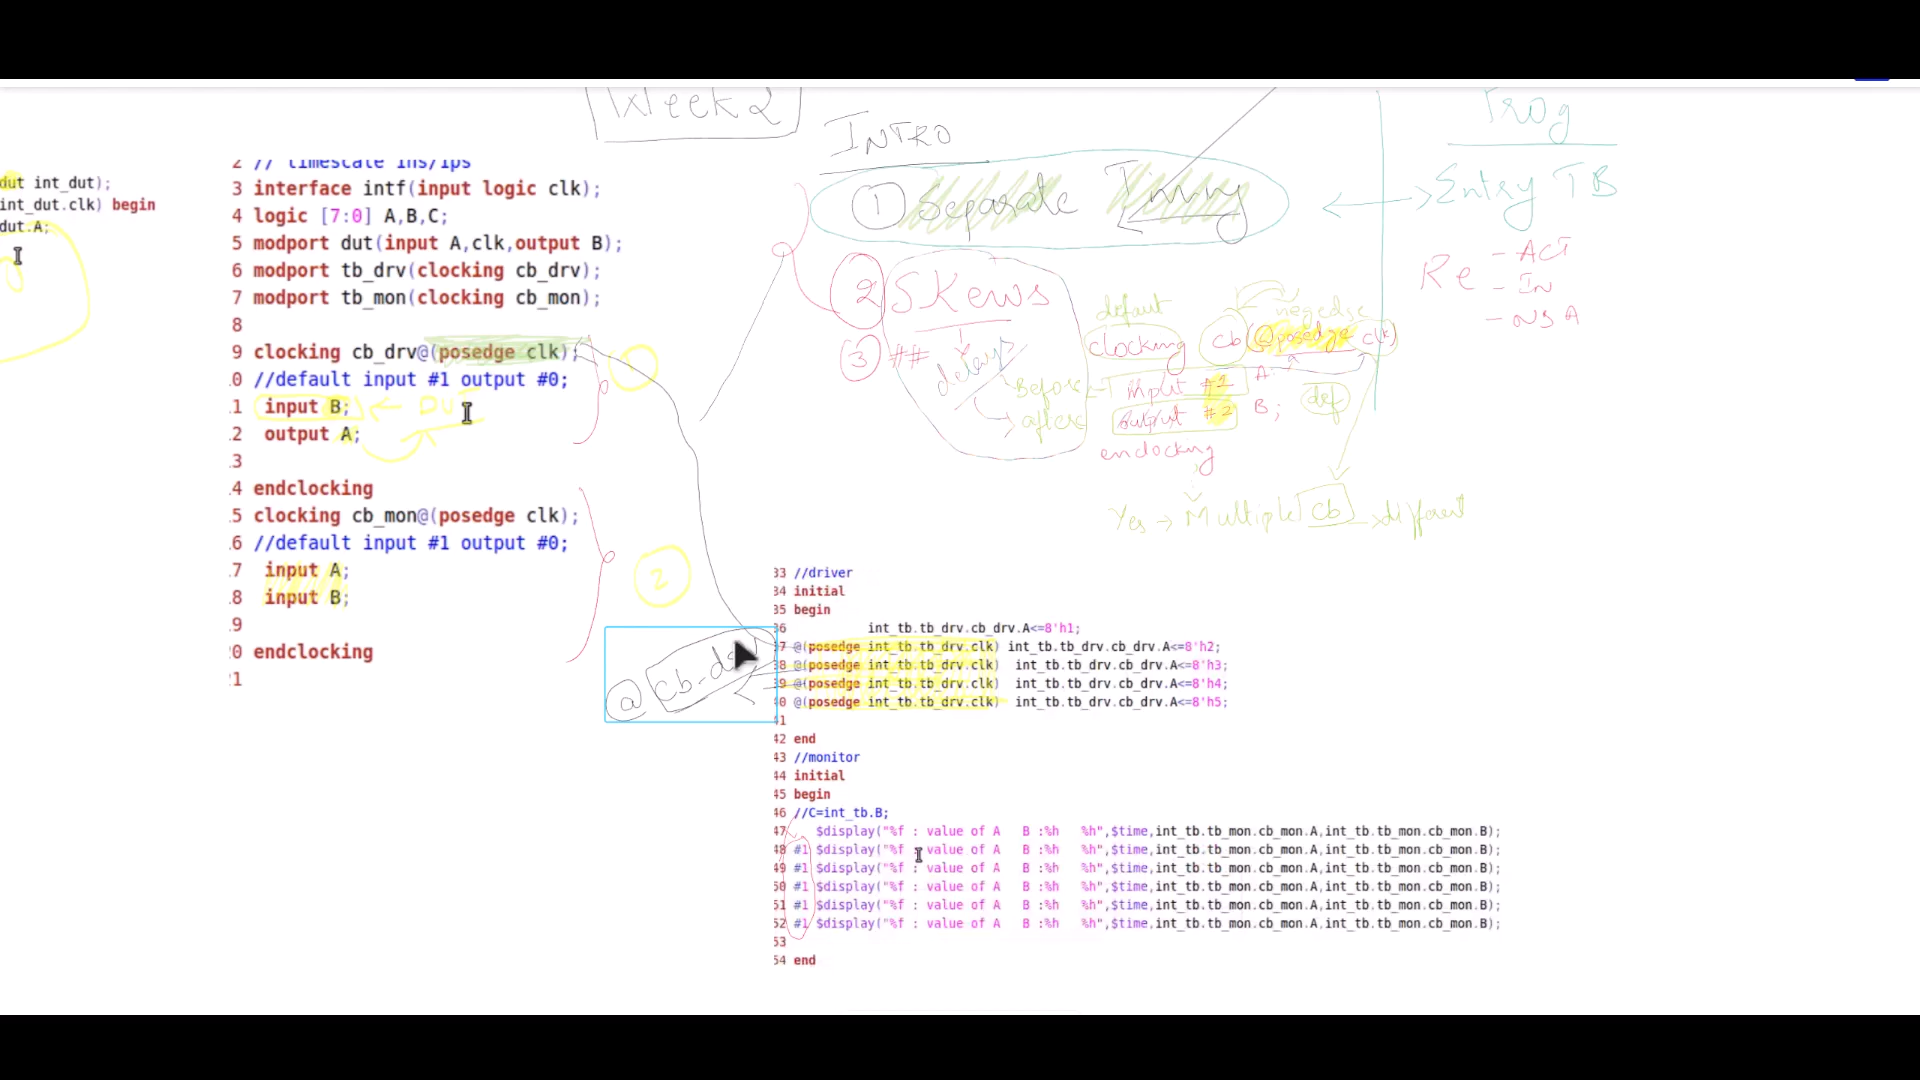 Week 2
INTRO
① Separate Timing
Prog
Entry TB
Re - ACT
- IN
- NBA
② Skews
③ ##
delays
Before
after
default
clocking cb (@posedge clk)
negedge
input #2 A
output #2 B;
endclocking
def
Yes → Multiple cb → different
dut int_dut);
int_dut.clk) begin
dut.A;
2 // timescale 1ns/1ps
3 interface intf(input logic clk);
4 logic [7:0] A,B,C;
5 modport dut(input A,clk,output B);
6 modport tb_drv(clocking cb_drv);
7 modport tb_mon(clocking cb_mon);
8
9 clocking cb_drv@(posedge clk);
.0 //default input #1 output #0;
.1 input B; ← DUT
.2 output A;
.3
.4 endclocking
.5 clocking cb_mon@(posedge clk);
.6 //default input #1 output #0;
.7 input A;
.8 input B;
.9
20 endclocking
21
1
2
@ cb_dr
33 //driver
34 initial
35 begin
36 int_tb.tb_drv.cb_drv.A<=8'h1;
37 @(posedge int_tb.tb_drv.clk) int_tb.tb_drv.cb_drv.A<=8'h2;
38 @(posedge int_tb.tb_drv.clk) int_tb.tb_drv.cb_drv.A<=8'h3;
39 @(posedge int_tb.tb_drv.clk) int_tb.tb_drv.cb_drv.A<=8'h4;
40 @(posedge int_tb.tb_drv.clk) int_tb.tb_drv.cb_drv.A<=8'h5;
41
42 end
43 //monitor
44 initial
45 begin
46 //C=int_tb.B;
47 $display("%f : value of A B :%h %h",$time,int_tb.tb_mon.cb_mon.A,int_tb.tb_mon.cb_mon.B);
48 #1 $display("%f : value of A B :%h %h",$time,int_tb.tb_mon.cb_mon.A,int_tb.tb_mon.cb_mon.B);
49 #1 $display("%f : value of A B :%h %h",$time,int_tb.tb_mon.cb_mon.A,int_tb.tb_mon.cb_mon.B);
50 #1 $display("%f : value of A B :%h %h",$time,int_tb.tb_mon.cb_mon.A,int_tb.tb_mon.cb_mon.B);
51 #1 $display("%f : value of A B :%h %h",$time,int_tb.tb_mon.cb_mon.A,int_tb.tb_mon.cb_mon.B);
52 #1 $display("%f : value of A B :%h %h",$time,int_tb.tb_mon.cb_mon.A,int_tb.tb_mon.cb_mon.B);
53
54 end